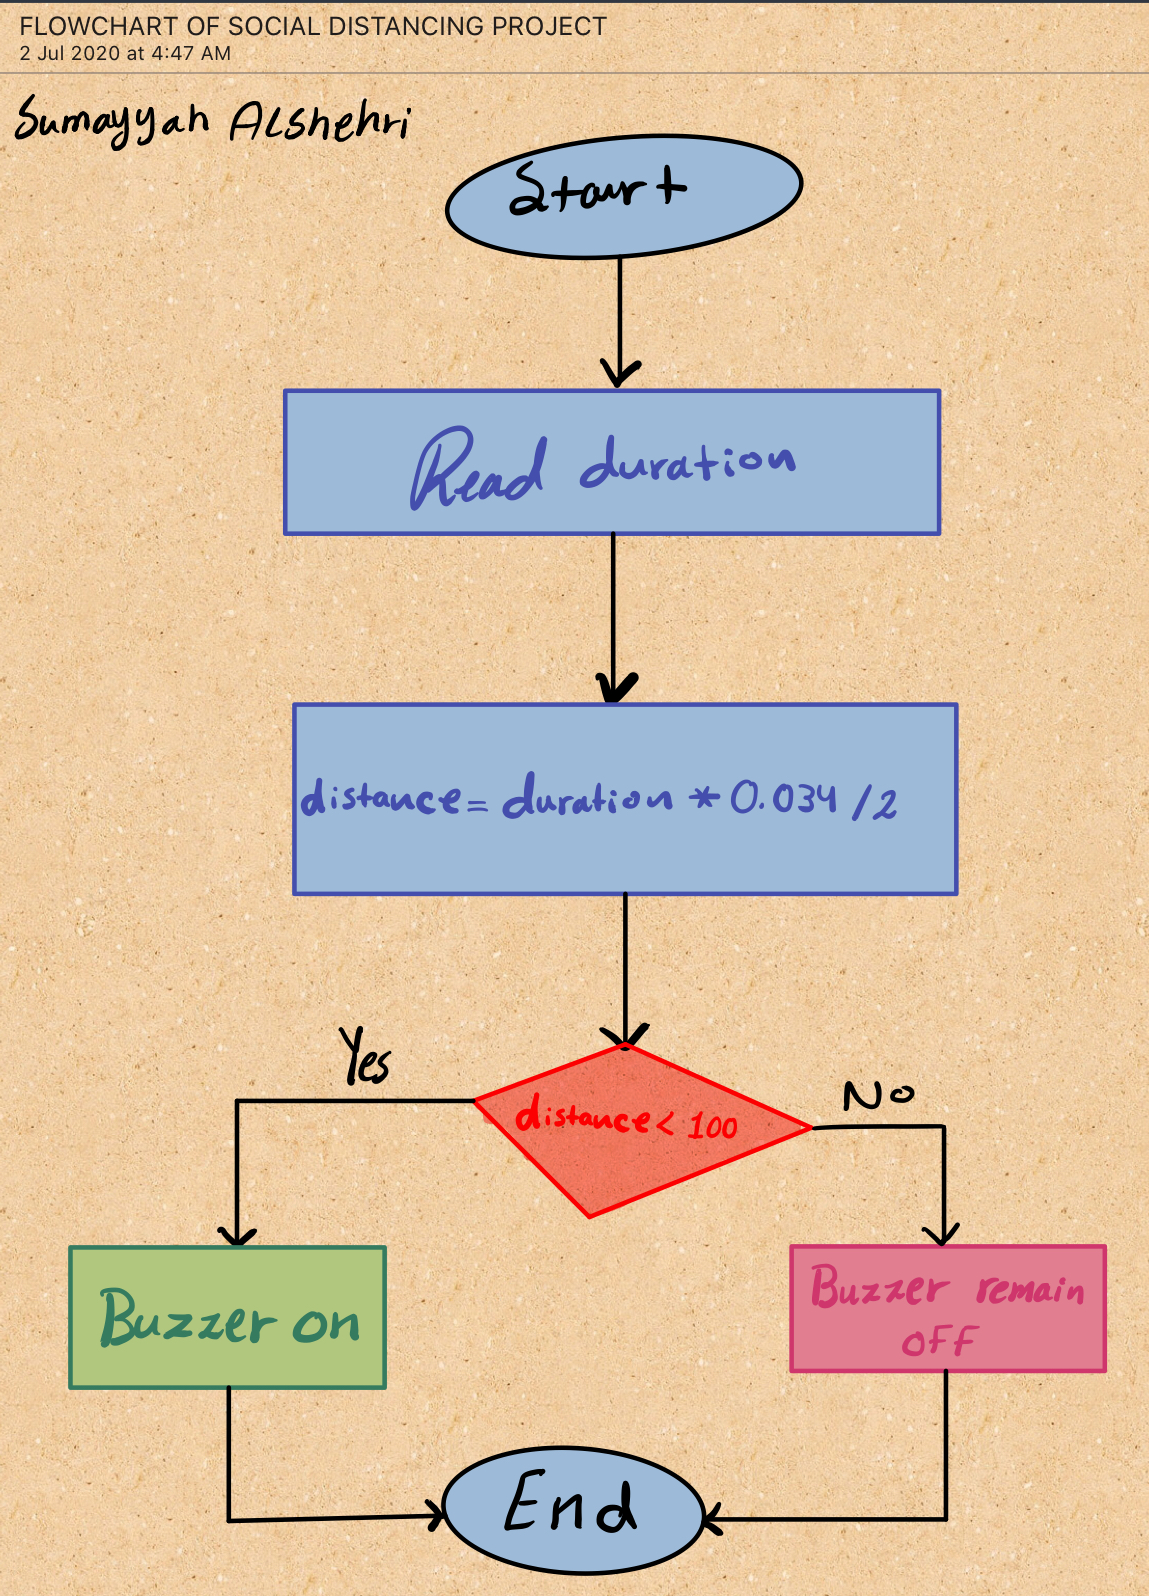 FLOWCHART OF SOCIAL DISTANCING PROJECT
2 Jul 2020 at 4:47 AM
Sumayyah Alshehri
Start
Read duration
distance = duration * 0.034 / 2
Yes
No
distance < 100
Buzzer on
Buzzer remain
OFF
End